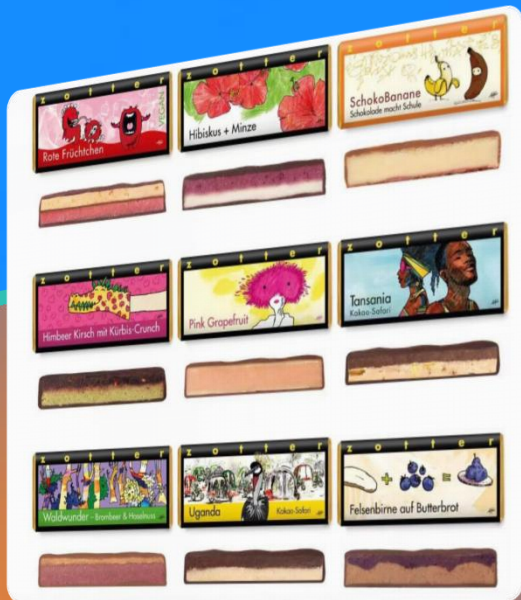 zotter
zotter
zotter
Rote Früchtchen
VEGAN
Hibiskus + Minze
SchokoBanane
Schokolade macht Schule
zotter
zotter
zotter
Himbeer Kirsch mit Kürbis-Crunch
Pink Grapefruit
Tansania
Kakao-Safari
zotter
zotter
zotter
Waldwunder - Brombeer & Haselnuss
Uganda
Kakao-Safari
Felsenbirne auf Butterbrot